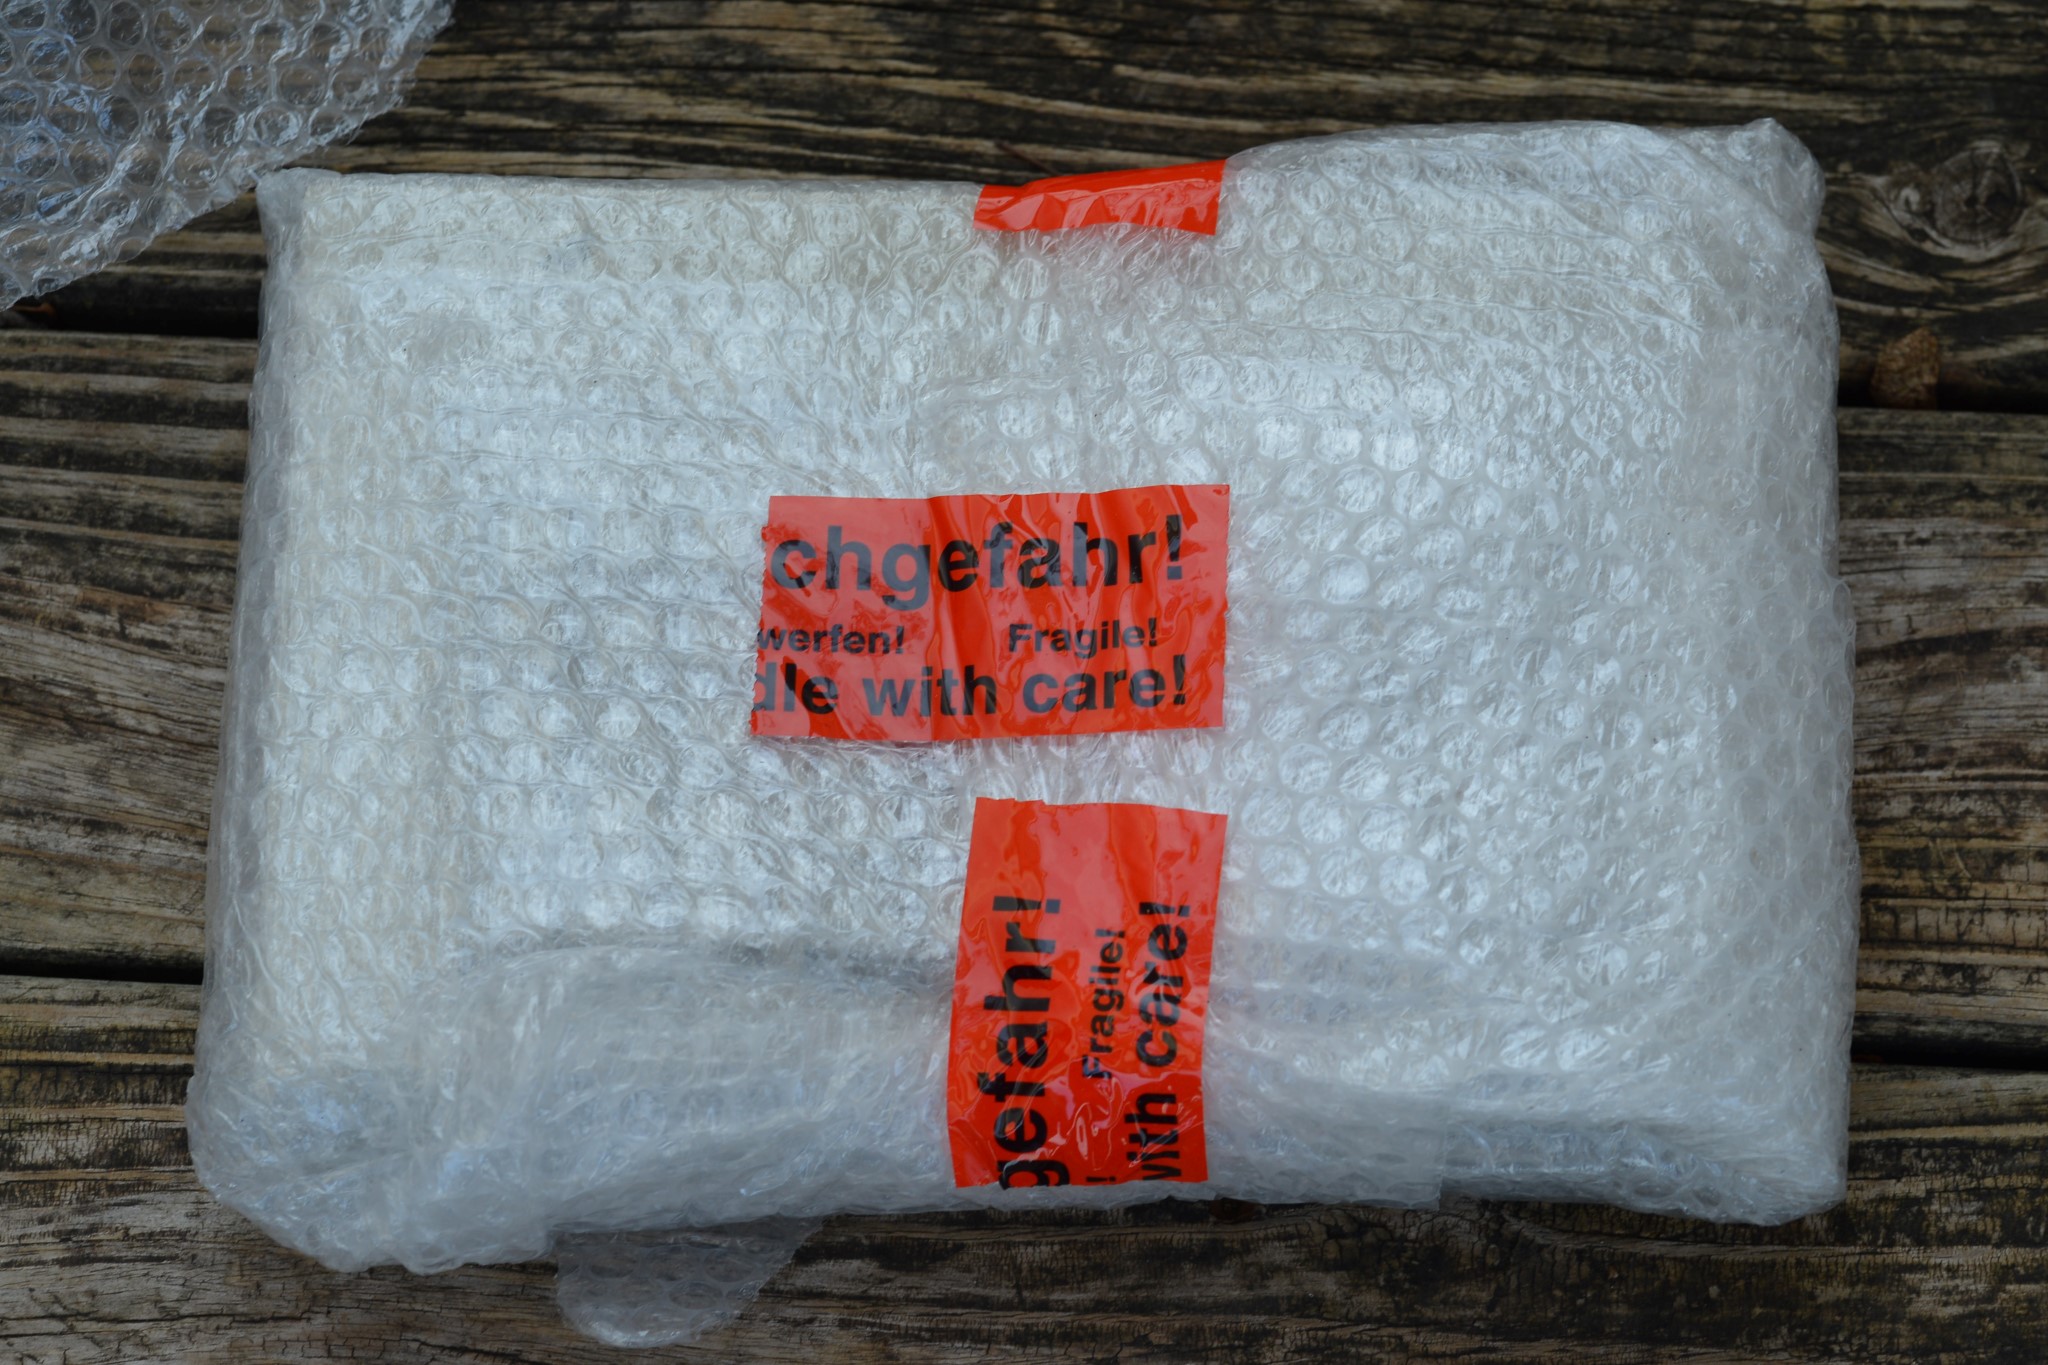 chgefahr!
werfen! Fragile!
dle with care!
gefahr!
! Fragile!
with care!